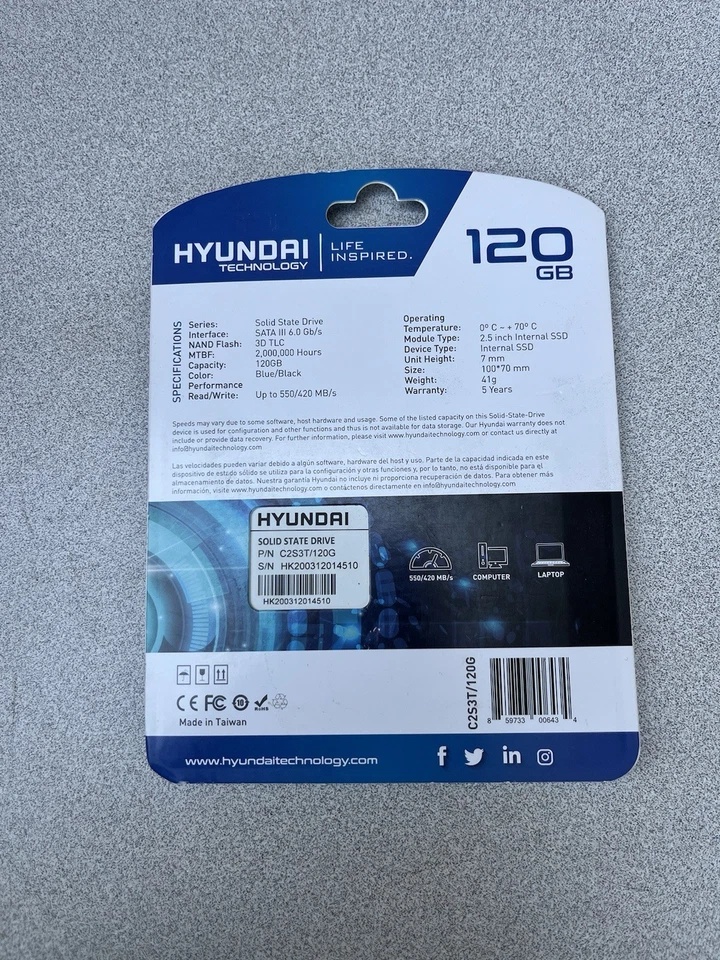 HYUNDAI
TECHNOLOGY
LIFE
INSPIRED.
120
GB
SPECIFICATIONS
Series: Solid State Drive
Interface: SATA III 6.0 Gb/s
NAND Flash: 3D TLC
MTBF: 2,000,000 Hours
Capacity: 120GB
Color: Blue/Black
Performance
Read/Write: Up to 550/420 MB/s
Operating
Temperature: 0º C ~ + 70º C
Module Type: 2.5 inch Internal SSD
Device Type: Internal SSD
Unit Height: 7 mm
Size: 100*70 mm
Weight: 41g
Warranty: 5 Years
Speeds may vary due to some software, host hardware and usage. Some of the listed capacity on this Solid-State-Drive
device is used for configuration and other functions and thus is not available for data storage. Our Hyundai warranty does not
include or provide data recovery. For further information, please visit www.hyundaitechnology.com or contact us directly at
info@hyundaitechnology.com
Las velocidades pueden variar debido a algún software, hardware del host y uso. Parte de la capacidad indicada en este
dispositivo de estado sólido se utiliza para la configuración y otras funciones y, por lo tanto, no está disponible para el
almacenamiento de datos. Nuestra garantía Hyundai no incluye ni proporciona recuperación de datos. Para obtener más
información, visite www.hyundaitechnology.com o contáctenos directamente en info@hyundaitechnology.com
HYUNDAI
SOLID STATE DRIVE
P/N C2S3T/120G
S/N HK200312014510
HK200312014510
550/420 MB/s
COMPUTER
LAPTOP
CE FC 10 RoHS
Made in Taiwan
C2S3T/120G
8 59733 00643 4
www.hyundaitechnology.com
f in